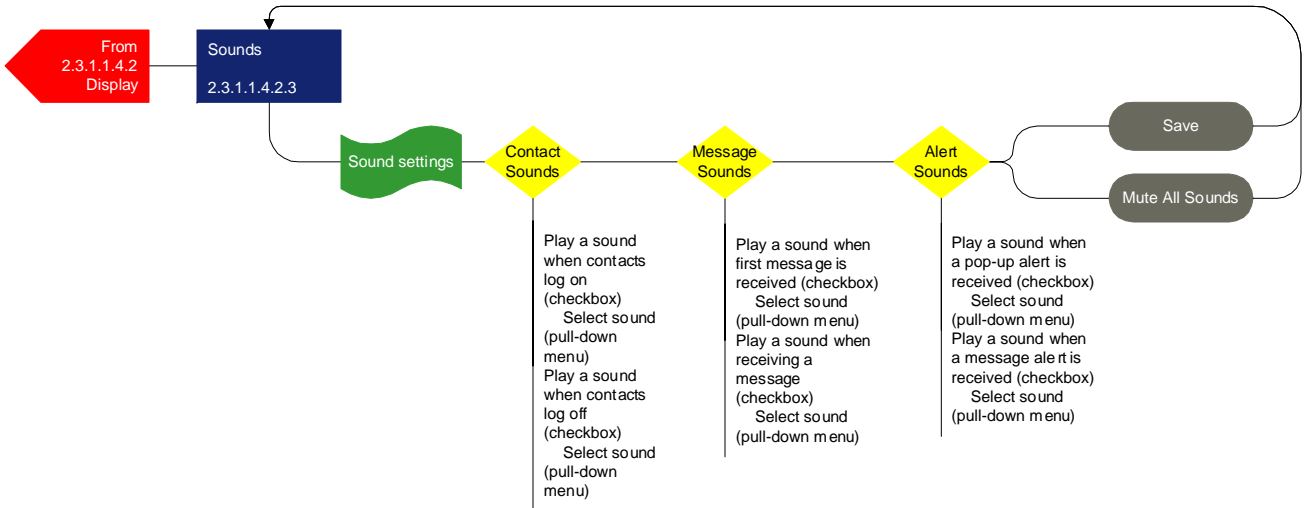 From
2.3.1.1.4.2
Display
Sounds
2.3.1.1.4.2.3
Sound settings
Contact
Sounds
Message
Sounds
Alert
Sounds
Save
Mute All Sounds
Play a sound
when contacts
log on
(checkbox)
Select sound
(pull-down
menu)
Play a sound
when contacts
log off
(checkbox)
Select sound
(pull-down
menu)
Play a sound when
first message is
received (checkbox)
Select sound
(pull-down menu)
Play a sound when
receiving a
message
(checkbox)
Select sound
(pull-down menu)
Play a sound when
a pop-up alert is
received (checkbox)
Select sound
(pull-down menu)
Play a sound when
a message alert is
received (checkbox)
Select sound
(pull-down menu)